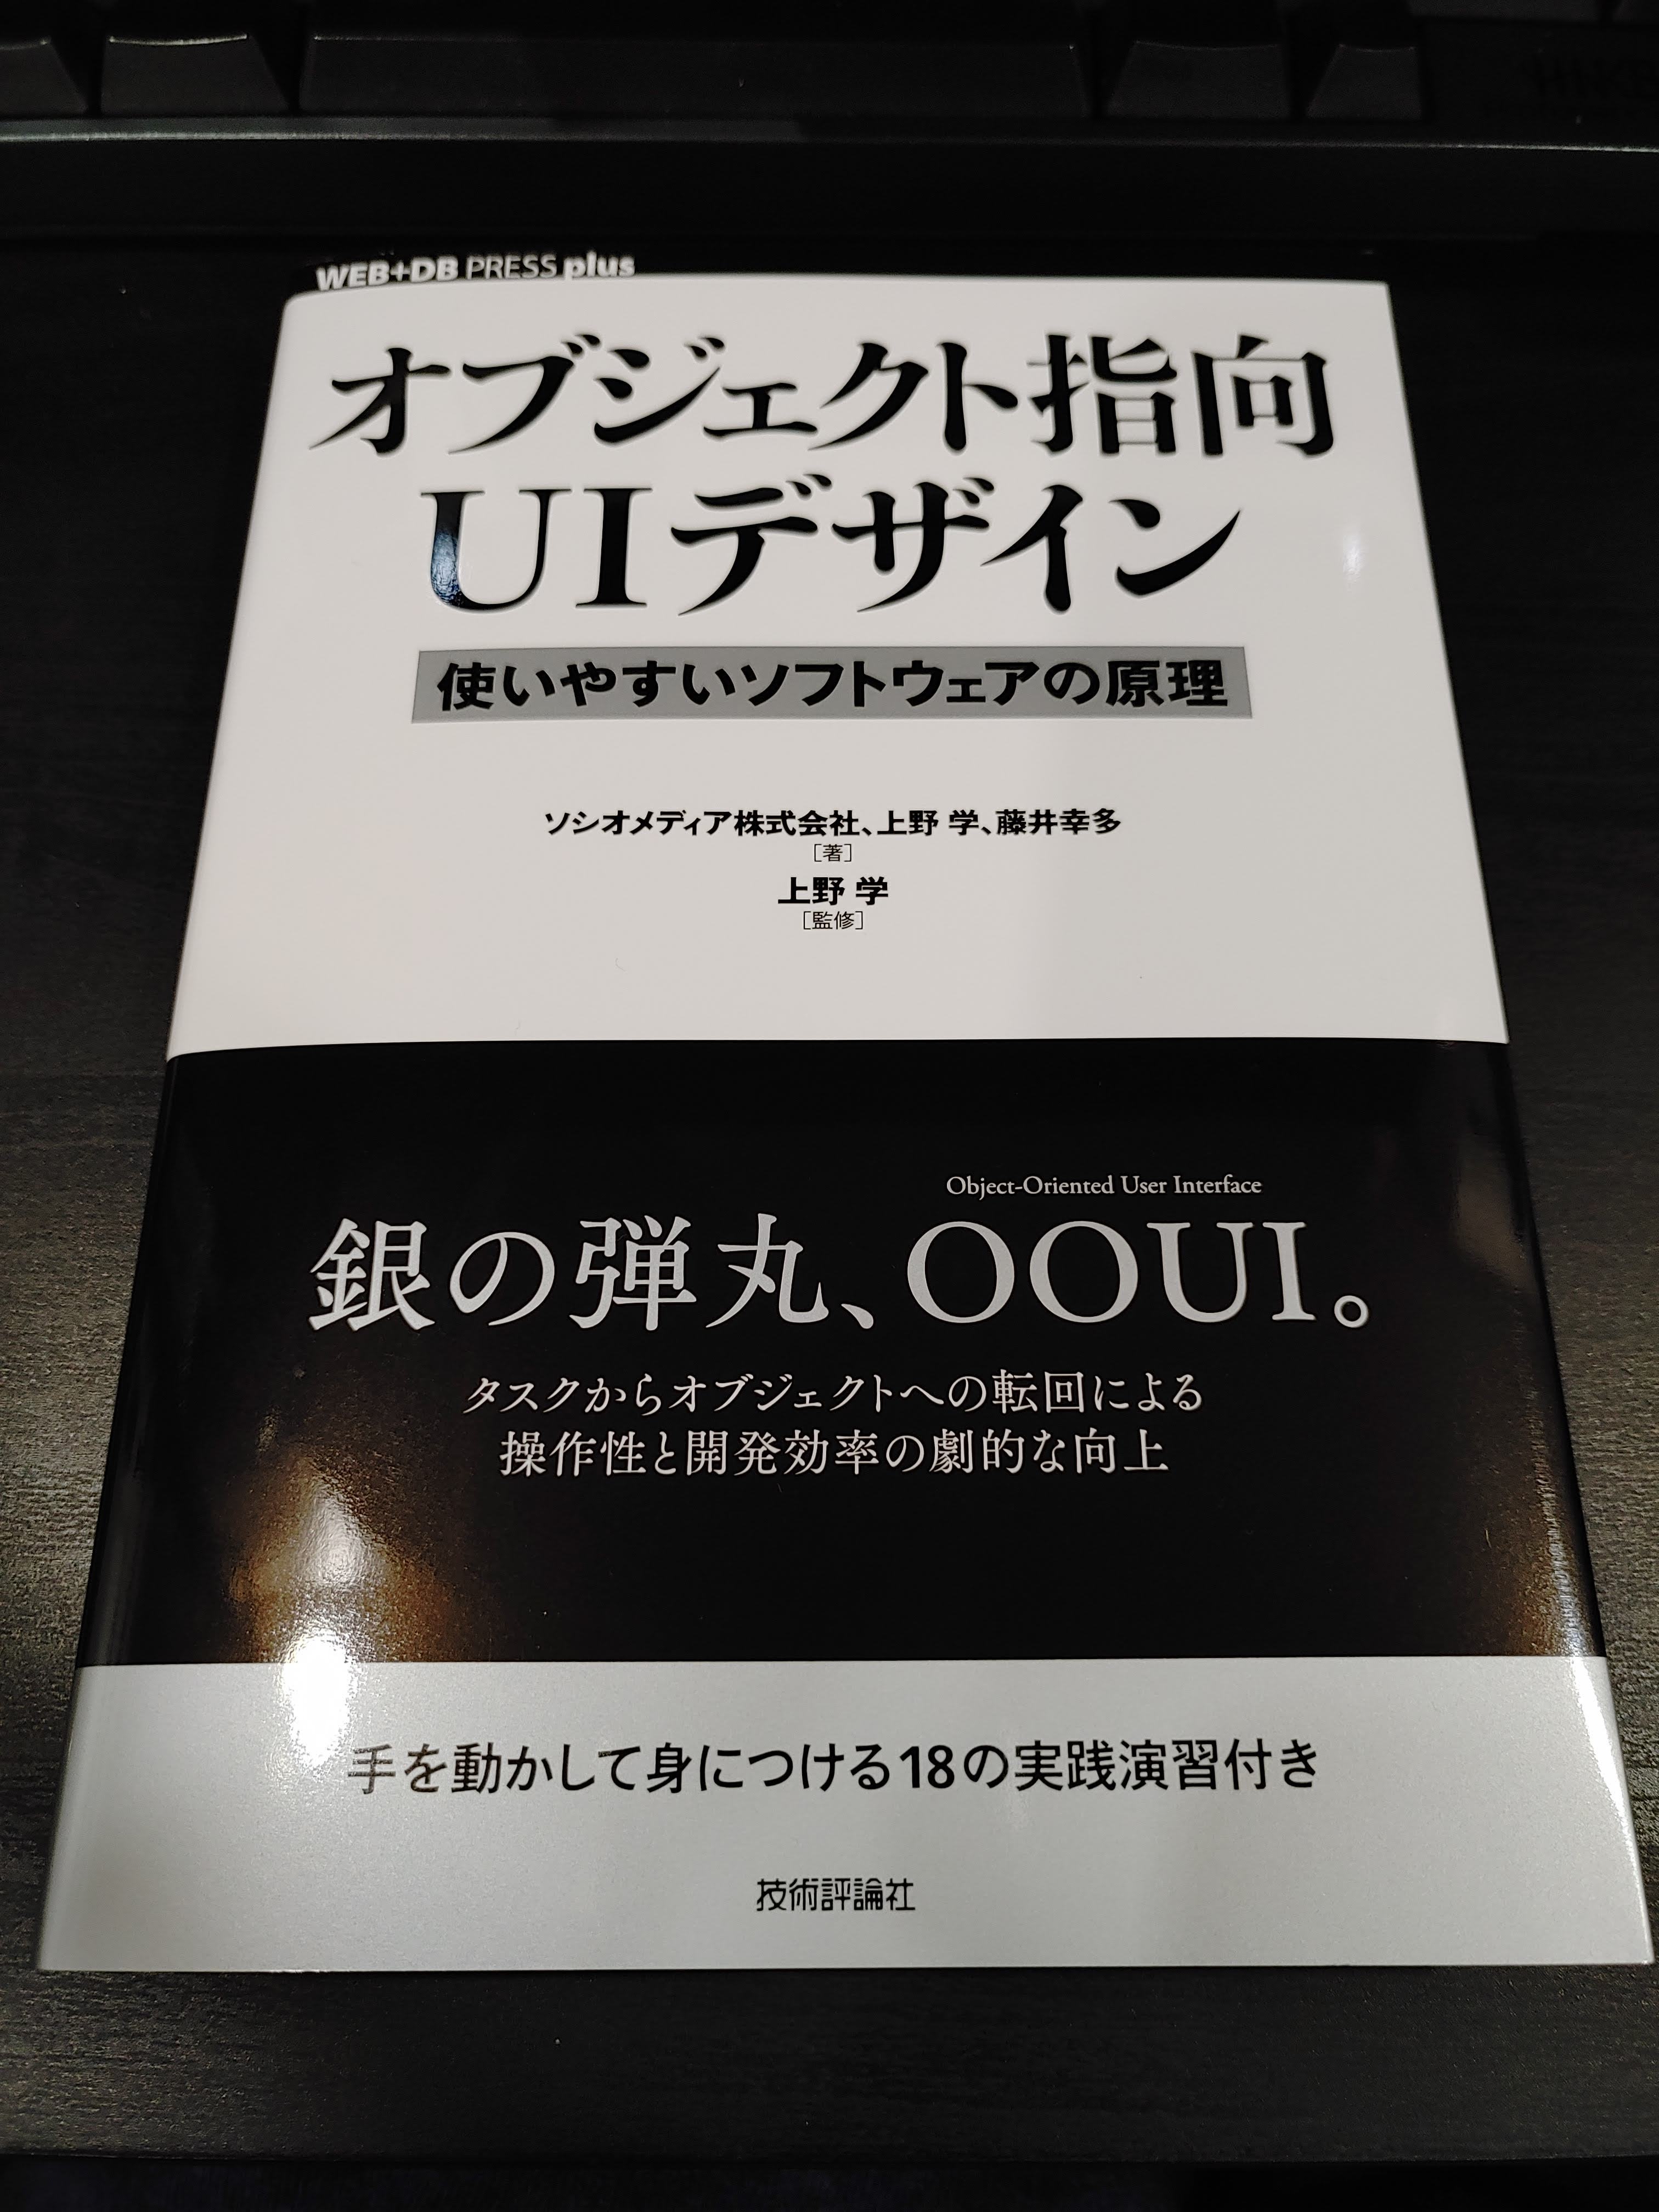 HHKB
WEB+DB PRESS plus
オブジェクト指向
UIデザイン
使いやすいソフトウェアの原理
ソシオメディア株式会社、上野 学、藤井幸多
［著］
上野 学
［監修］
Object-Oriented User Interface
銀の弾丸、OOUI。
タスクからオブジェクトへの転回による
操作性と開発効率の劇的な向上
手を動かして身につける18の実践演習付き
技術評論社